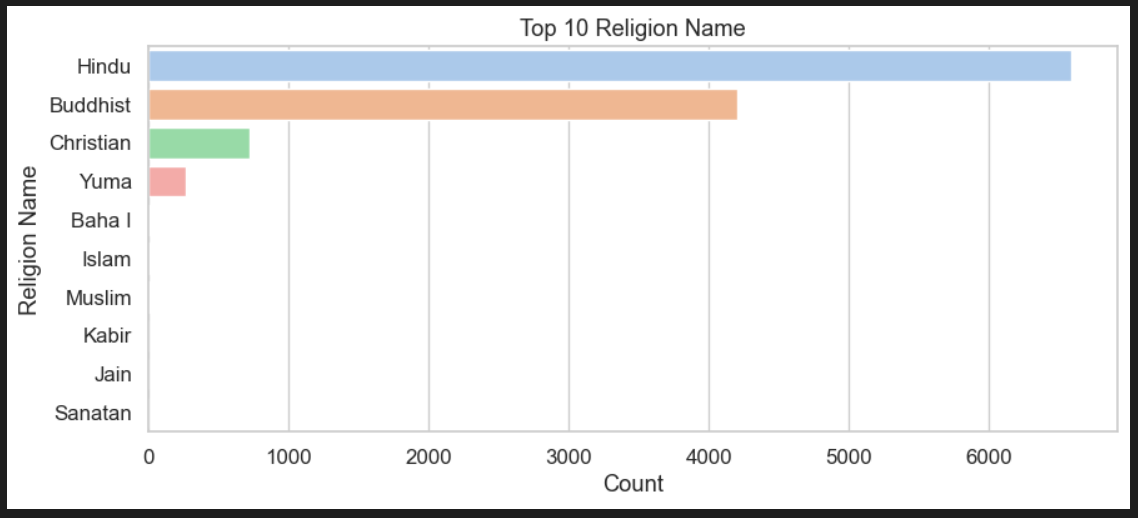 Top 10 Religion Name
Religion Name
Hindu
Buddhist
Christian
Yuma
Baha I
Islam
Muslim
Kabir
Jain
Sanatan
0 1000 2000 3000 4000 5000 6000
Count